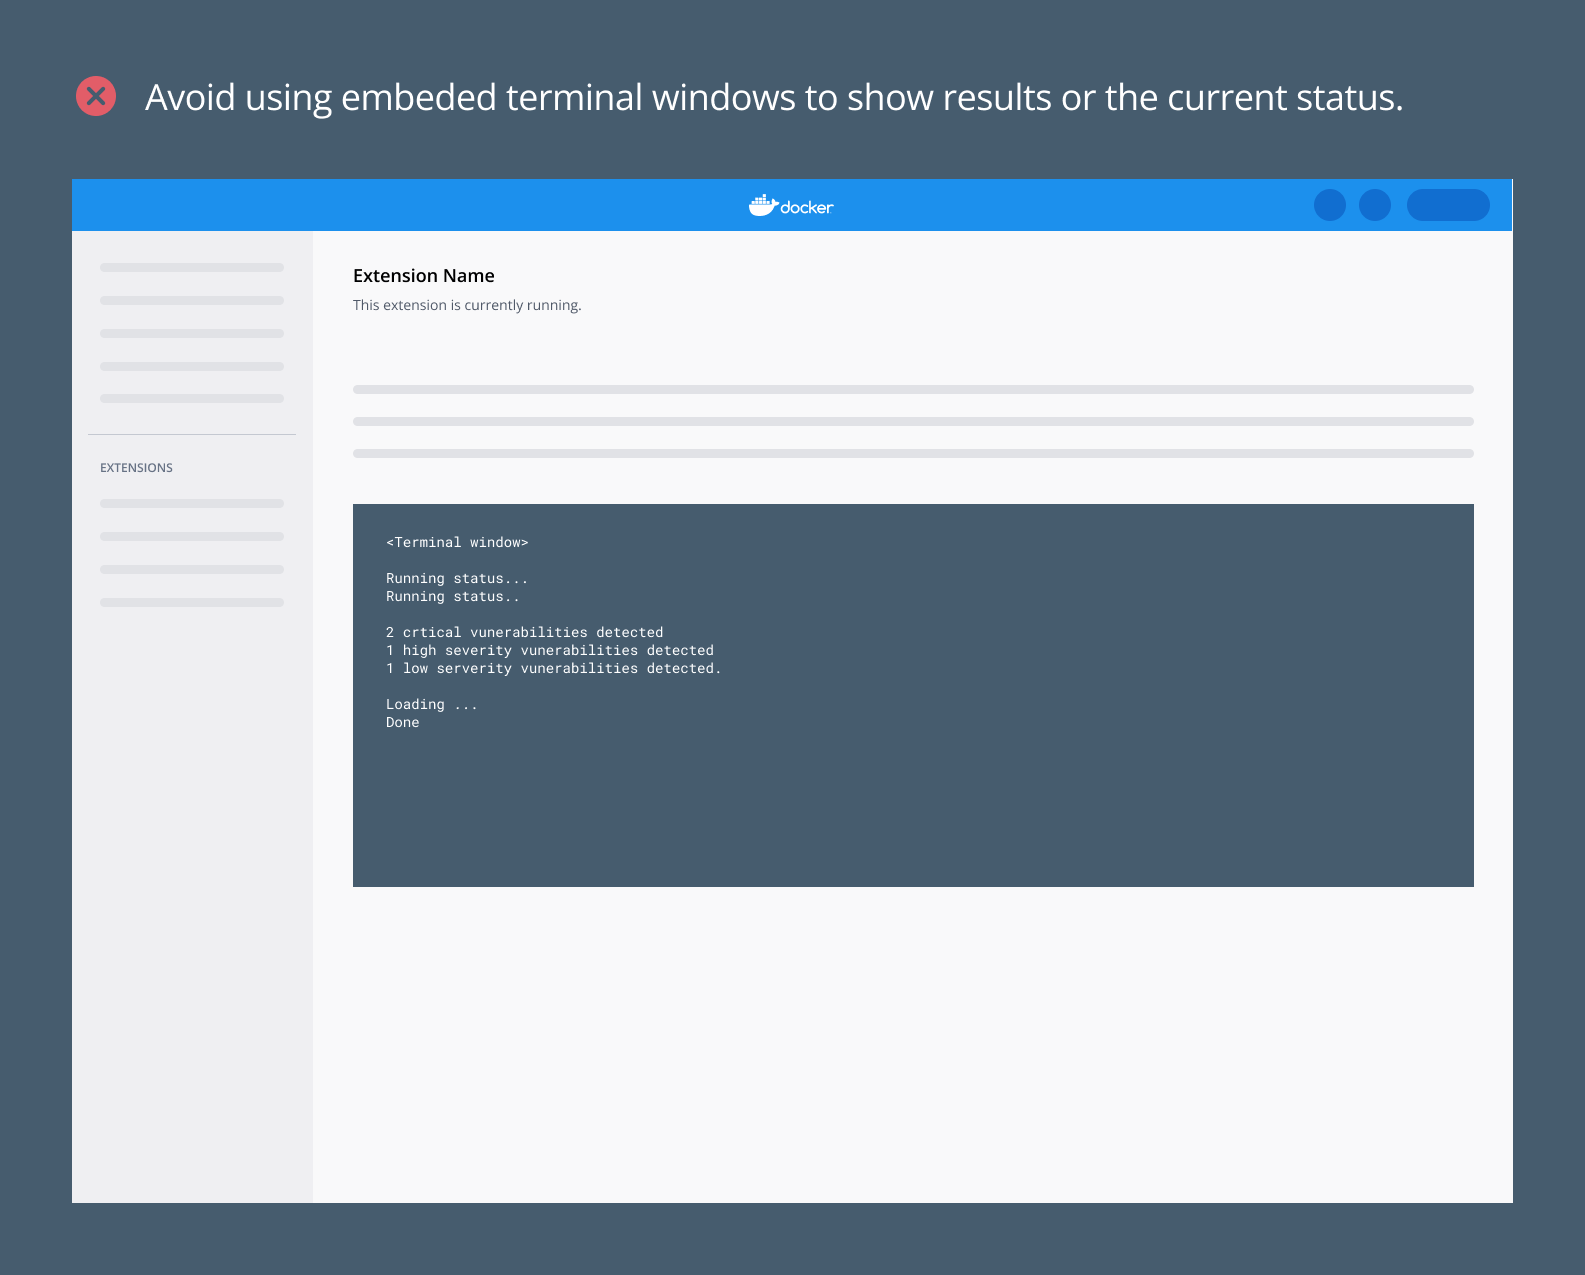 Avoid using embeded terminal windows to show results or the current status.
docker
Extension Name
This extension is currently running.
EXTENSIONS
<Terminal window>
Running status...
Running status..
2 crtical vunerabilities detected
1 high severity vunerabilities detected
1 low serverity vunerabilities detected.
Loading ...
Done